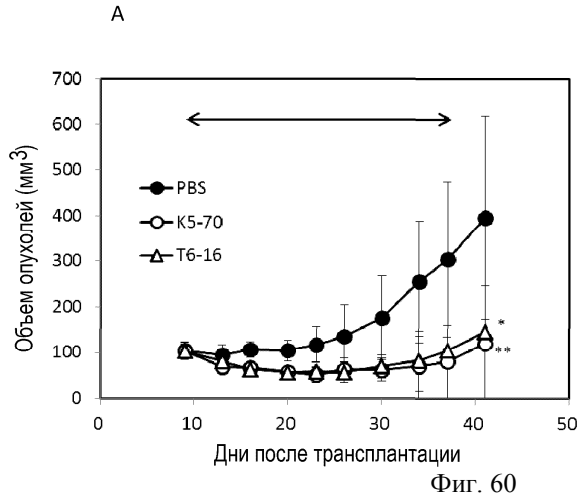 A
700
600
500
400
300
200
100
0
Объем опухолей (мм3)
PBS
K5-70
T6-16
*
**
0 10 20 30 40 50
Дни после трансплантации
Фиг. 60